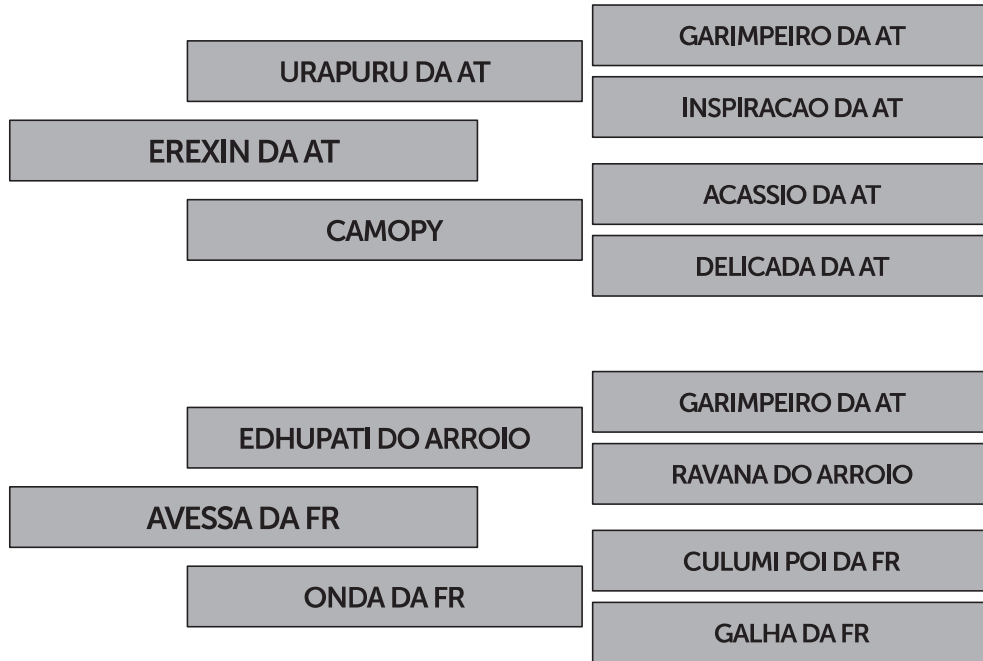 GARIMPEIRO DA AT
URAPURU DA AT
INSPIRACAO DA AT
EREXIN DA AT
ACASSIO DA AT
CAMOPY
DELICADA DA AT
GARIMPEIRO DA AT
EDHUPATI DO ARROIO
RAVANA DO ARROIO
AVESSA DA FR
CULUMI POI DA FR
ONDA DA FR
GALHA DA FR